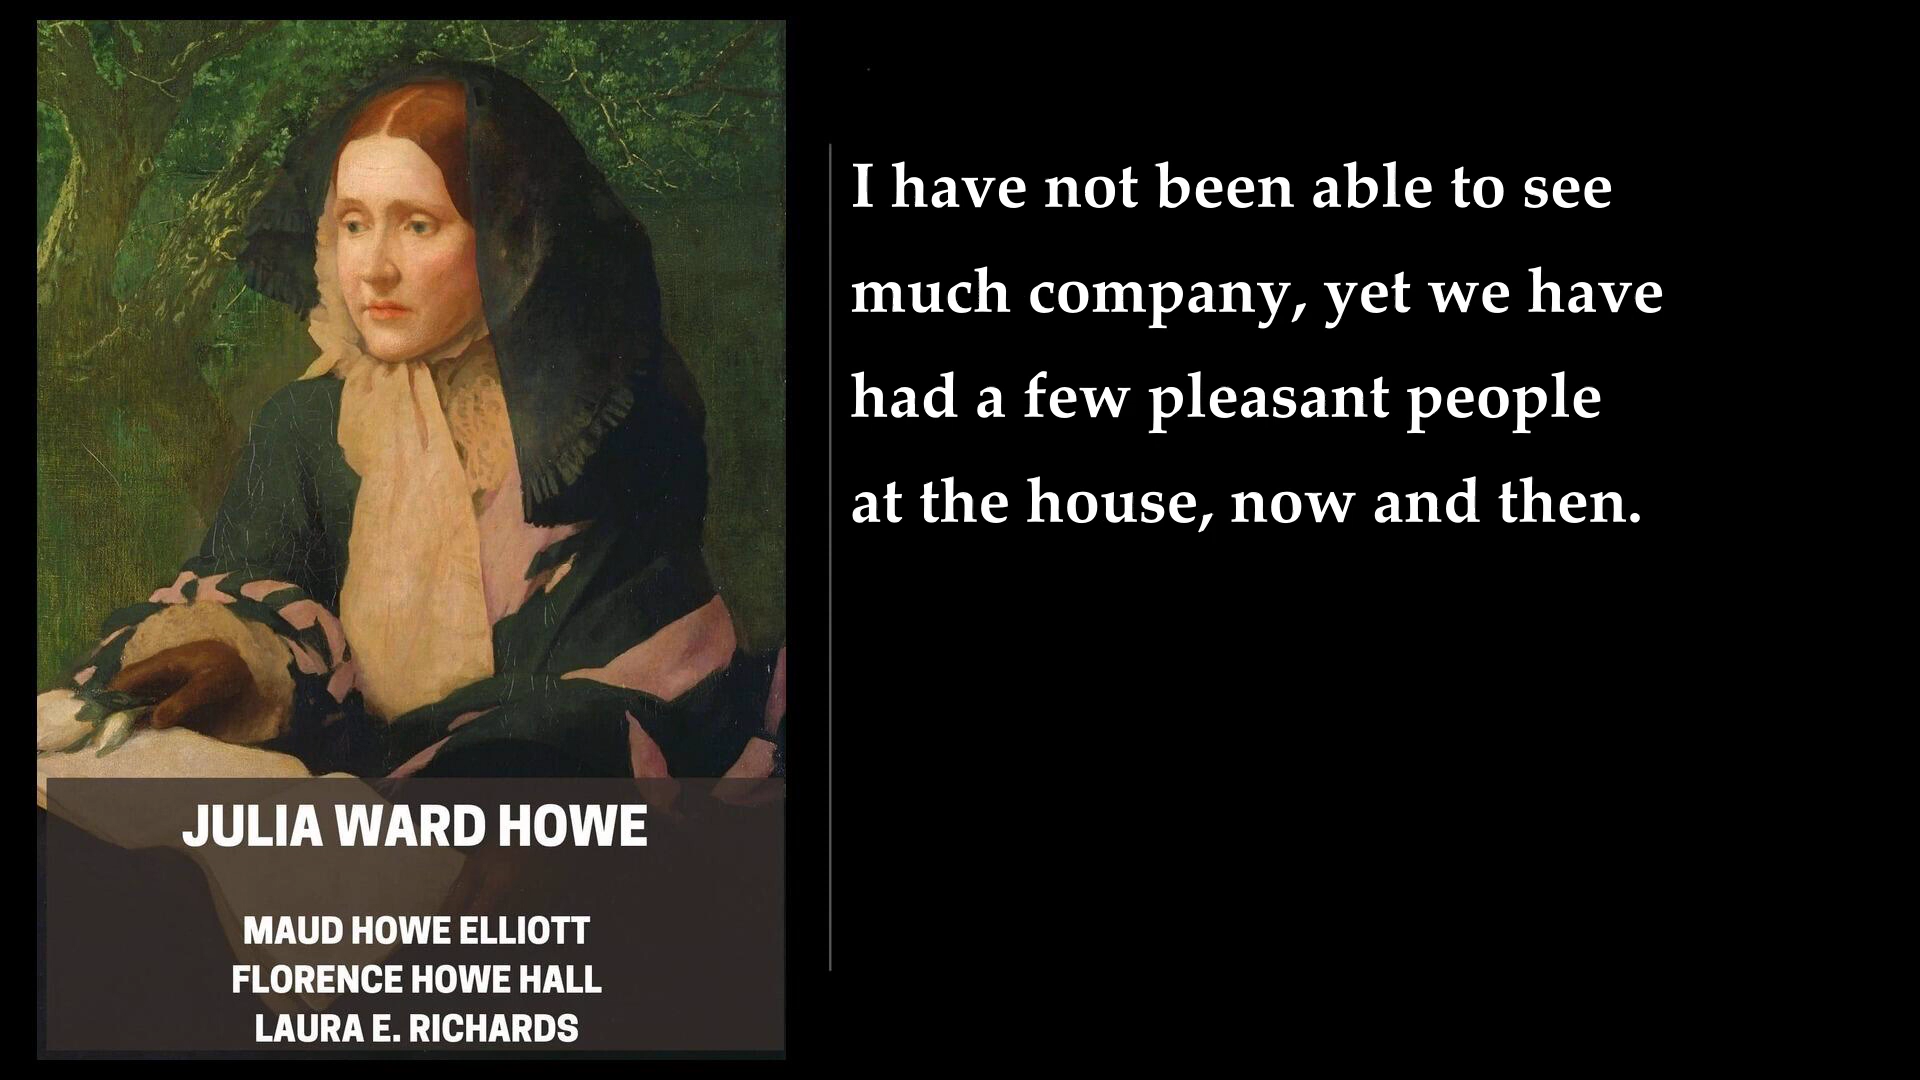 JULIA WARD HOWE
MAUD HOWE ELLIOTT
FLORENCE HOWE HALL
LAURA E. RICHARDS
I have not been able to see
much company, yet we have
had a few pleasant people
at the house, now and then.